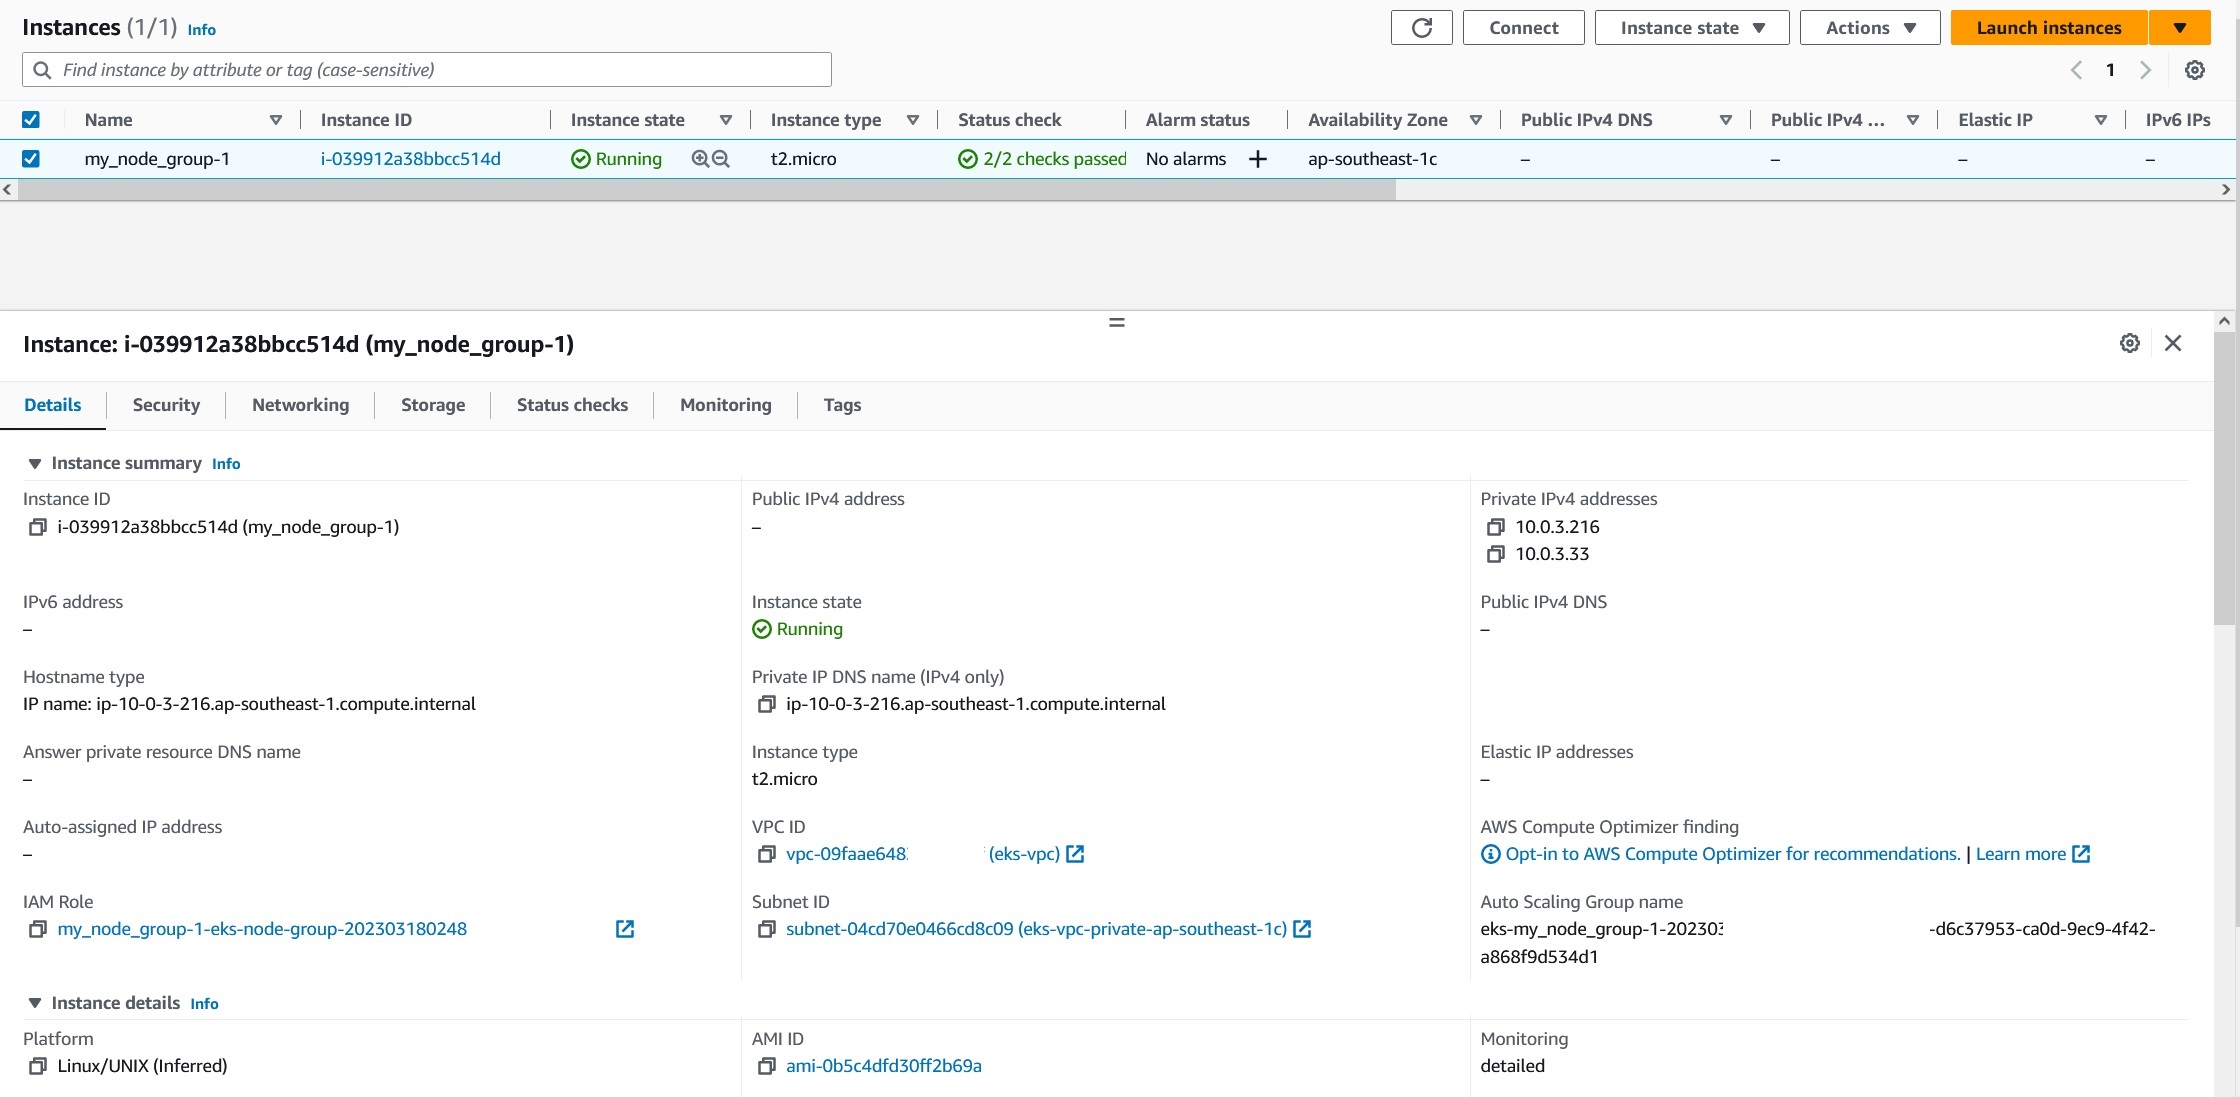 Instances (1/1) Info
Connect Instance state Actions Launch instances
Find instance by attribute or tag (case-sensitive)
1
Name Instance ID Instance state Instance type Status check Alarm status Availability Zone Public IPv4 DNS Public IPv4 ... Elastic IP IPv6 IPs
my_node_group-1 i-039912a38bbcc514d Running t2.micro 2/2 checks passed No alarms + ap-southeast-1c – – – –
Instance: i-039912a38bbcc514d (my_node_group-1)
Details Security Networking Storage Status checks Monitoring Tags
Instance summary Info
Instance ID Public IPv4 address Private IPv4 addresses
i-039912a38bbcc514d (my_node_group-1) – 10.0.3.216
10.0.3.33
IPv6 address Instance state Public IPv4 DNS
– Running –
Hostname type Private IP DNS name (IPv4 only)
IP name: ip-10-0-3-216.ap-southeast-1.compute.internal ip-10-0-3-216.ap-southeast-1.compute.internal
Answer private resource DNS name Instance type Elastic IP addresses
– t2.micro –
Auto-assigned IP address VPC ID AWS Compute Optimizer finding
– vpc-09faae648 (eks-vpc) Opt-in to AWS Compute Optimizer for recommendations. | Learn more
IAM Role Subnet ID Auto Scaling Group name
my_node_group-1-eks-node-group-202303180248 subnet-04cd70e0466cd8c09 (eks-vpc-private-ap-southeast-1c) eks-my_node_group-1-202303 -d6c37953-ca0d-9ec9-4f42-
a868f9d534d1
Instance details Info
Platform AMI ID Monitoring
Linux/UNIX (Inferred) ami-0b5c4dfd30ff2b69a detailed